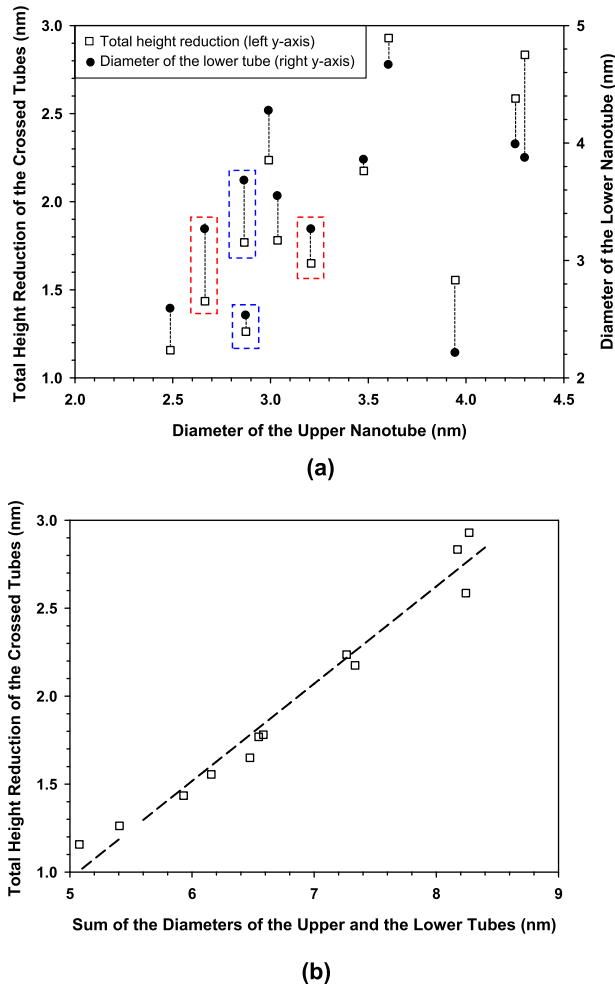 Total Height Reduction of the Crossed Tubes (nm)
3.0
2.5
2.0
1.5
1.0
Total height reduction (left y-axis)
Diameter of the lower tube (right y-axis)
5
4
3
2
Diameter of the Lower Nanotube (nm)
2.0 2.5 3.0 3.5 4.0 4.5
Diameter of the Upper Nanotube (nm)
(a)
Total Height Reduction of the Crossed Tubes (nm)
3.0
2.5
2.0
1.5
1.0
5 6 7 8 9
Sum of the Diameters of the Upper and the Lower Tubes (nm)
(b)